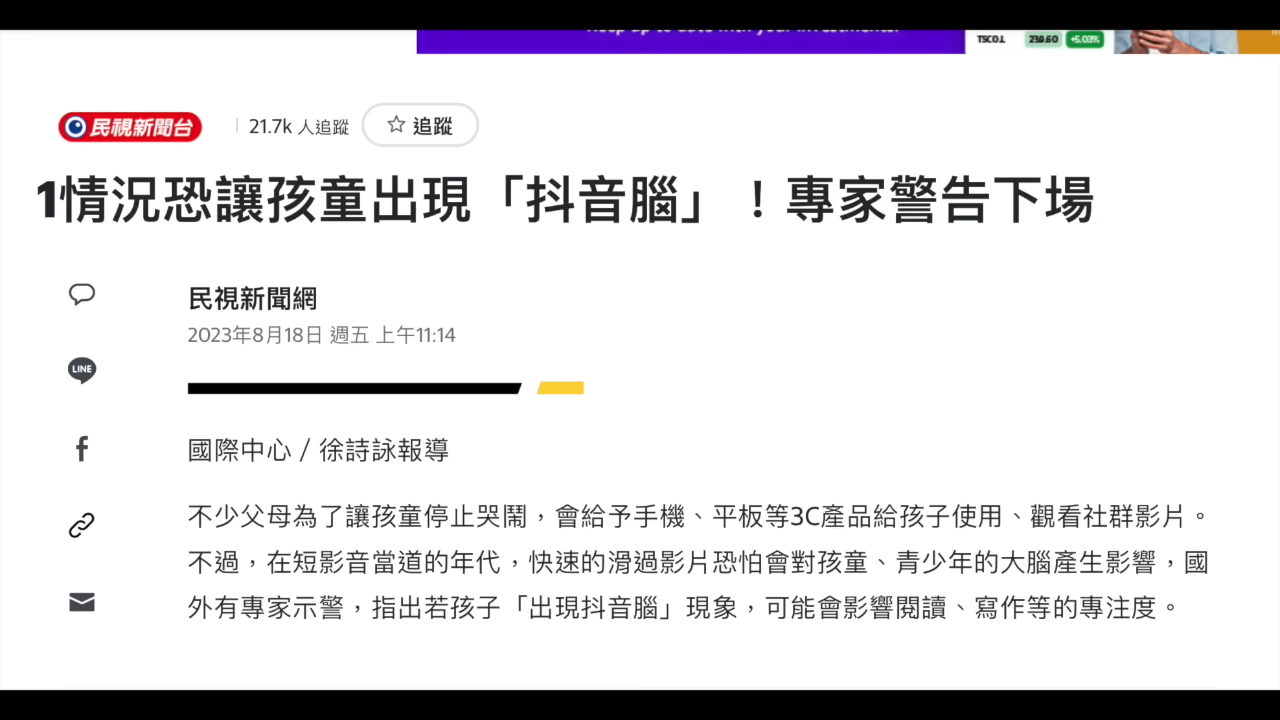 TSCO.L 230.60 +5.03%
民視新聞台 21.7k 人追蹤 追蹤
1情況恐讓孩童出現「抖音腦」！專家警告下場
民視新聞網
2023年8月18日 週五 上午11:14
LINE
國際中心／徐詩詠報導
不少父母為了讓孩童停止哭鬧，會給予手機、平板等3C產品給孩子使用、觀看社群影片。
不過，在短影音當道的年代，快速的滑過影片恐怕會對孩童、青少年的大腦產生影響，國
外有專家示警，指出若孩子「出現抖音腦」現象，可能會影響閱讀、寫作等的專注度。